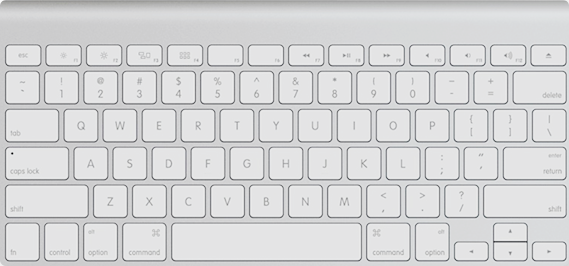 esc F1 F2 F3 F4 F5 F6 F7 F8 F9 F10 F11 F12
~ ! @ # $ % ^ & * ( ) _ +
` 1 2 3 4 5 6 7 8 9 0 - = delete
tab Q W E R T Y U I O P { [ } ] | \
caps lock A S D F G H J K L : ; " ' enter return
shift Z X C V B N M < , > . ? / shift
fn control alt option ⌘ command ⌘ command alt option